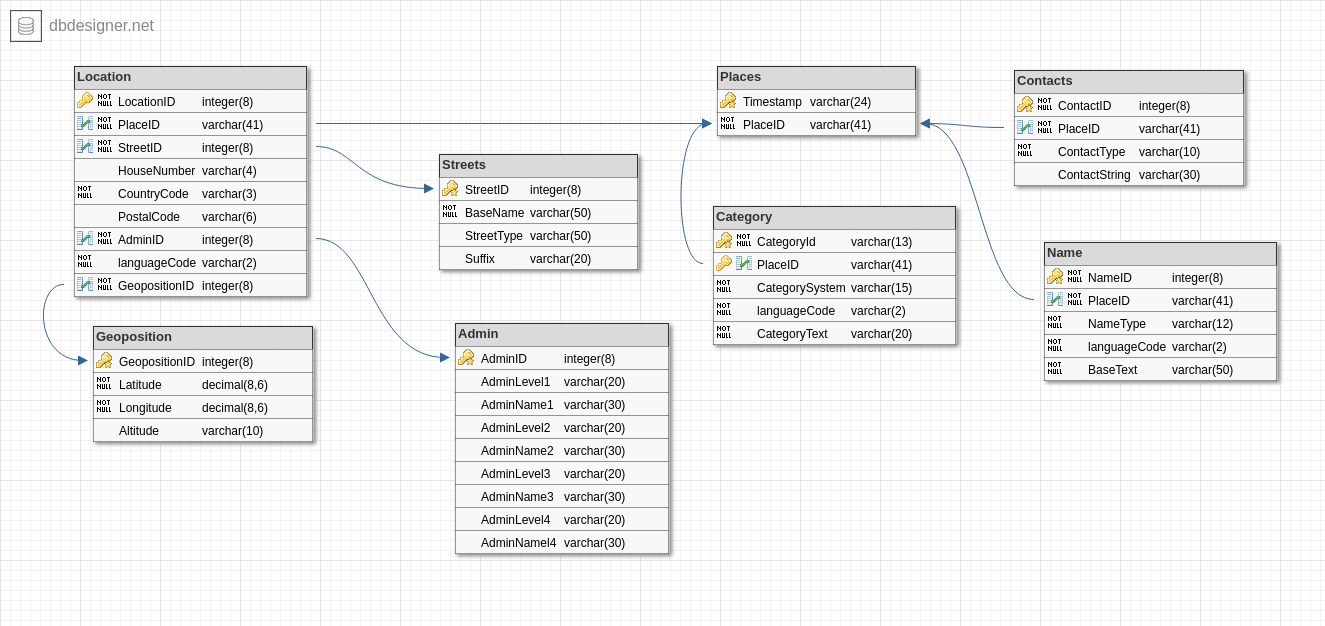 dbdesigner.net
Location
NOT NULL LocationID integer(8)
NOT NULL PlaceID varchar(41)
NOT NULL StreetID integer(8)
HouseNumber varchar(4)
NOT NULL CountryCode varchar(3)
PostalCode varchar(6)
NOT NULL AdminID integer(8)
NOT NULL languageCode varchar(2)
NOT NULL GeopositionID integer(8)
Geoposition
GeopositionID integer(8)
NOT NULL Latitude decimal(8,6)
NOT NULL Longitude decimal(8,6)
Altitude varchar(10)
Streets
StreetID integer(8)
NOT NULL BaseName varchar(50)
StreetType varchar(50)
Suffix varchar(20)
Admin
AdminID integer(8)
AdminLevel1 varchar(20)
AdminName1 varchar(30)
AdminLevel2 varchar(20)
AdminName2 varchar(30)
AdminLevel3 varchar(20)
AdminName3 varchar(30)
AdminLevel4 varchar(20)
AdminNamel4 varchar(30)
Places
Timestamp varchar(24)
NOT NULL PlaceID varchar(41)
Category
NOT NULL CategoryId varchar(13)
PlaceID varchar(41)
NOT NULL CategorySystem varchar(15)
NOT NULL languageCode varchar(2)
NOT NULL CategoryText varchar(20)
Contacts
NOT NULL ContactID integer(8)
NOT NULL PlaceID varchar(41)
NOT NULL ContactType varchar(10)
ContactString varchar(30)
Name
NOT NULL NameID integer(8)
NOT NULL PlaceID varchar(41)
NOT NULL NameType varchar(12)
NOT NULL languageCode varchar(2)
NOT NULL BaseText varchar(50)